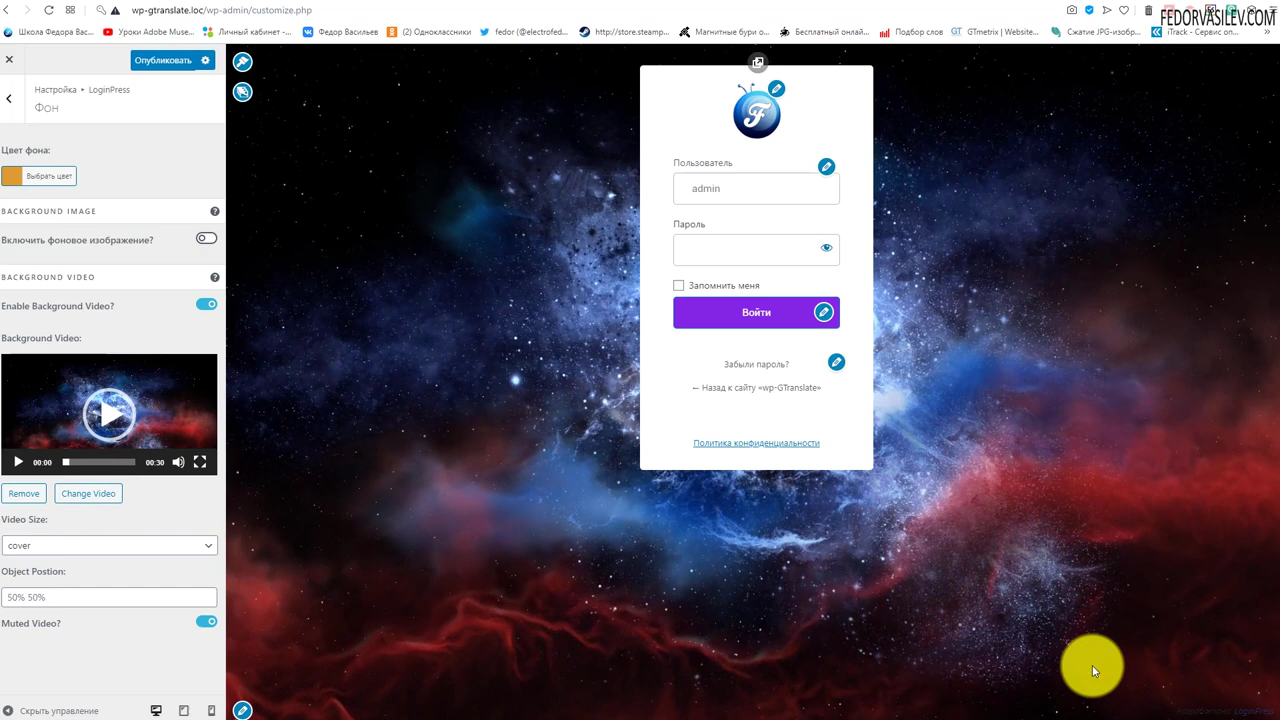 wp-gtranslate.loc/wp-admin/customize.php
FEDORVASILEV.COM
Школа Федора Вас...
Уроки Adobe Muse...
Личный кабинет -...
Федор Васильев
(2) Одноклассники
fedor (@electrofed...
http://store.steamp...
Магнитные бури о...
Бесплатный онлай...
Подбор слов
GTmetrix | Website...
Сжатие JPG-изобр...
iTrack - Сервис оп...
Опубликовать
Настройка ▸ LoginPress
Фон
Цвет фона:
Выбрать цвет
BACKGROUND IMAGE
Включить фоновое изображение?
BACKGROUND VIDEO
Enable Background Video?
Background Video:
00:00
00:30
Remove
Change Video
Video Size:
cover
Object Postion:
50% 50%
Muted Video?
Скрыть управление
F
Пользователь
admin
Пароль
Запомнить меня
Войти
Забыли пароль?
← Назад к сайту «wp-GTranslate»
Политика конфиденциальности
LoginPress